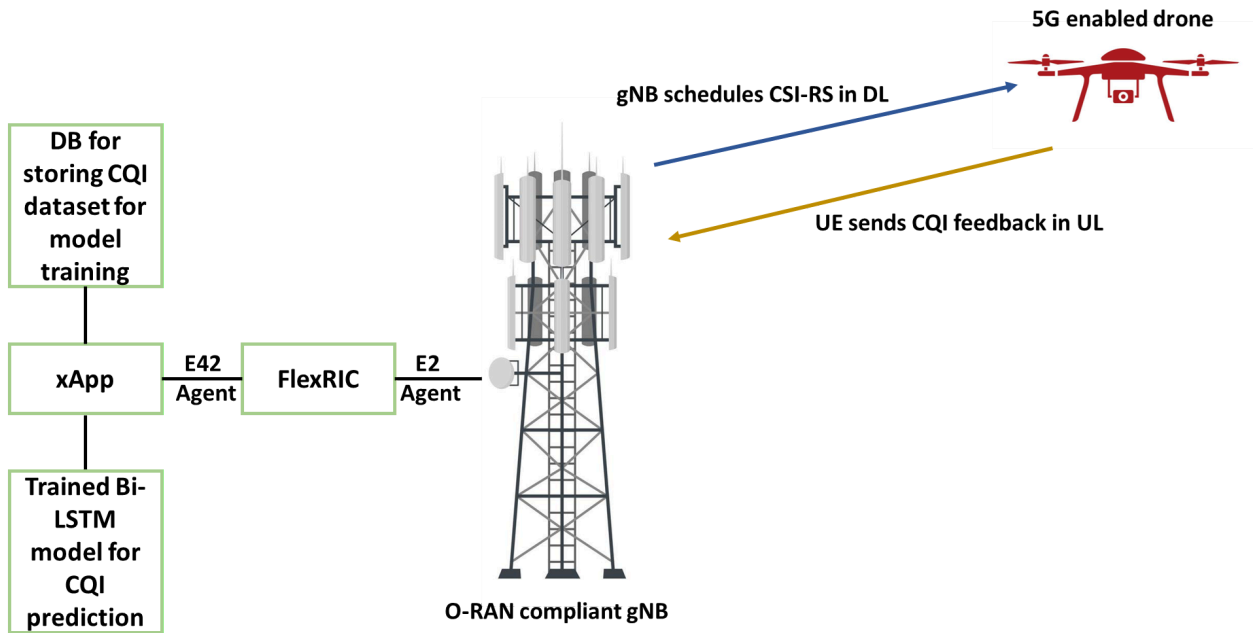 5G enabled drone
gNB schedules CSI-RS in DL
UE sends CQI feedback in UL
DB for
storing CQI
dataset for
model
training
xApp
E42
Agent
FlexRIC
E2
Agent
Trained Bi-
LSTM
model for
CQI
prediction
O-RAN compliant gNB